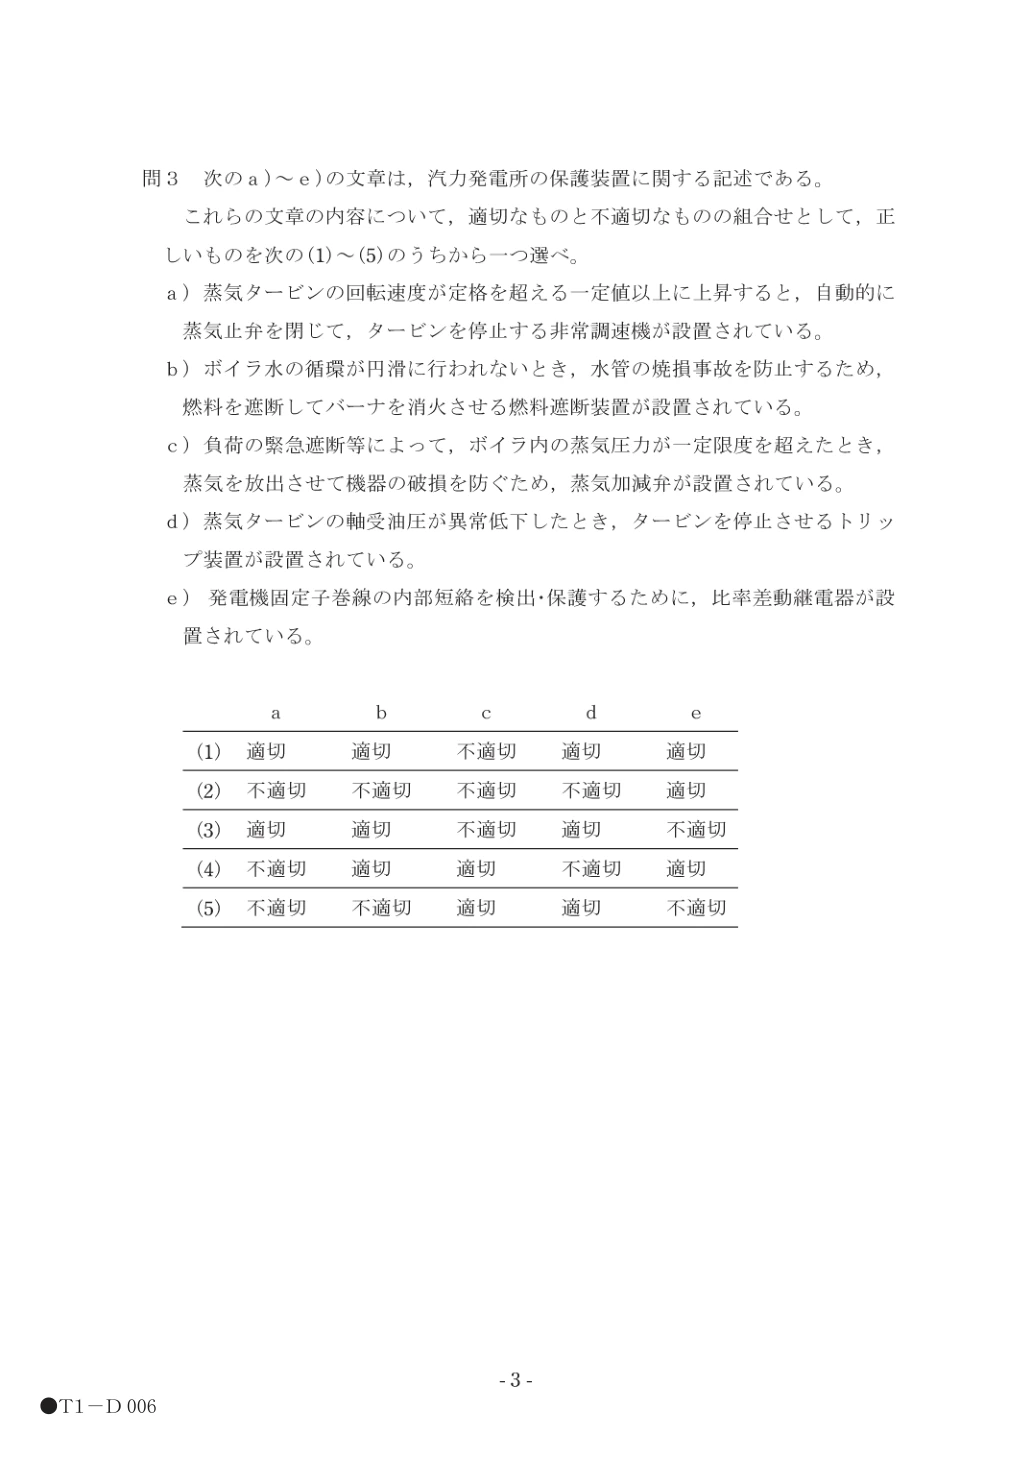 問３　次のａ)～ｅ)の文章は，汽力発電所の保護装置に関する記述である。
これらの文章の内容について，適切なものと不適切なものの組合せとして，正
しいものを次の(1)～(5)のうちから一つ選べ。
ａ）蒸気タービンの回転速度が定格を超える一定値以上に上昇すると，自動的に
蒸気止弁を閉じて，タービンを停止する非常調速機が設置されている。
ｂ）ボイラ水の循環が円滑に行われないとき，水管の焼損事故を防止するため，
燃料を遮断してバーナを消火させる燃料遮断装置が設置されている。
ｃ）負荷の緊急遮断等によって，ボイラ内の蒸気圧力が一定限度を超えたとき，
蒸気を放出させて機器の破損を防ぐため，蒸気加減弁が設置されている。
ｄ）蒸気タービンの軸受油圧が異常低下したとき，タービンを停止させるトリッ
プ装置が設置されている。
ｅ） 発電機固定子巻線の内部短絡を検出・保護するために，比率差動継電器が設
置されている。
a b c d e
(1) 適切 適切 不適切 適切 適切
(2) 不適切 不適切 不適切 不適切 適切
(3) 適切 適切 不適切 適切 不適切
(4) 不適切 適切 適切 不適切 適切
(5) 不適切 不適切 適切 適切 不適切
- 3 -
●T1－D 006